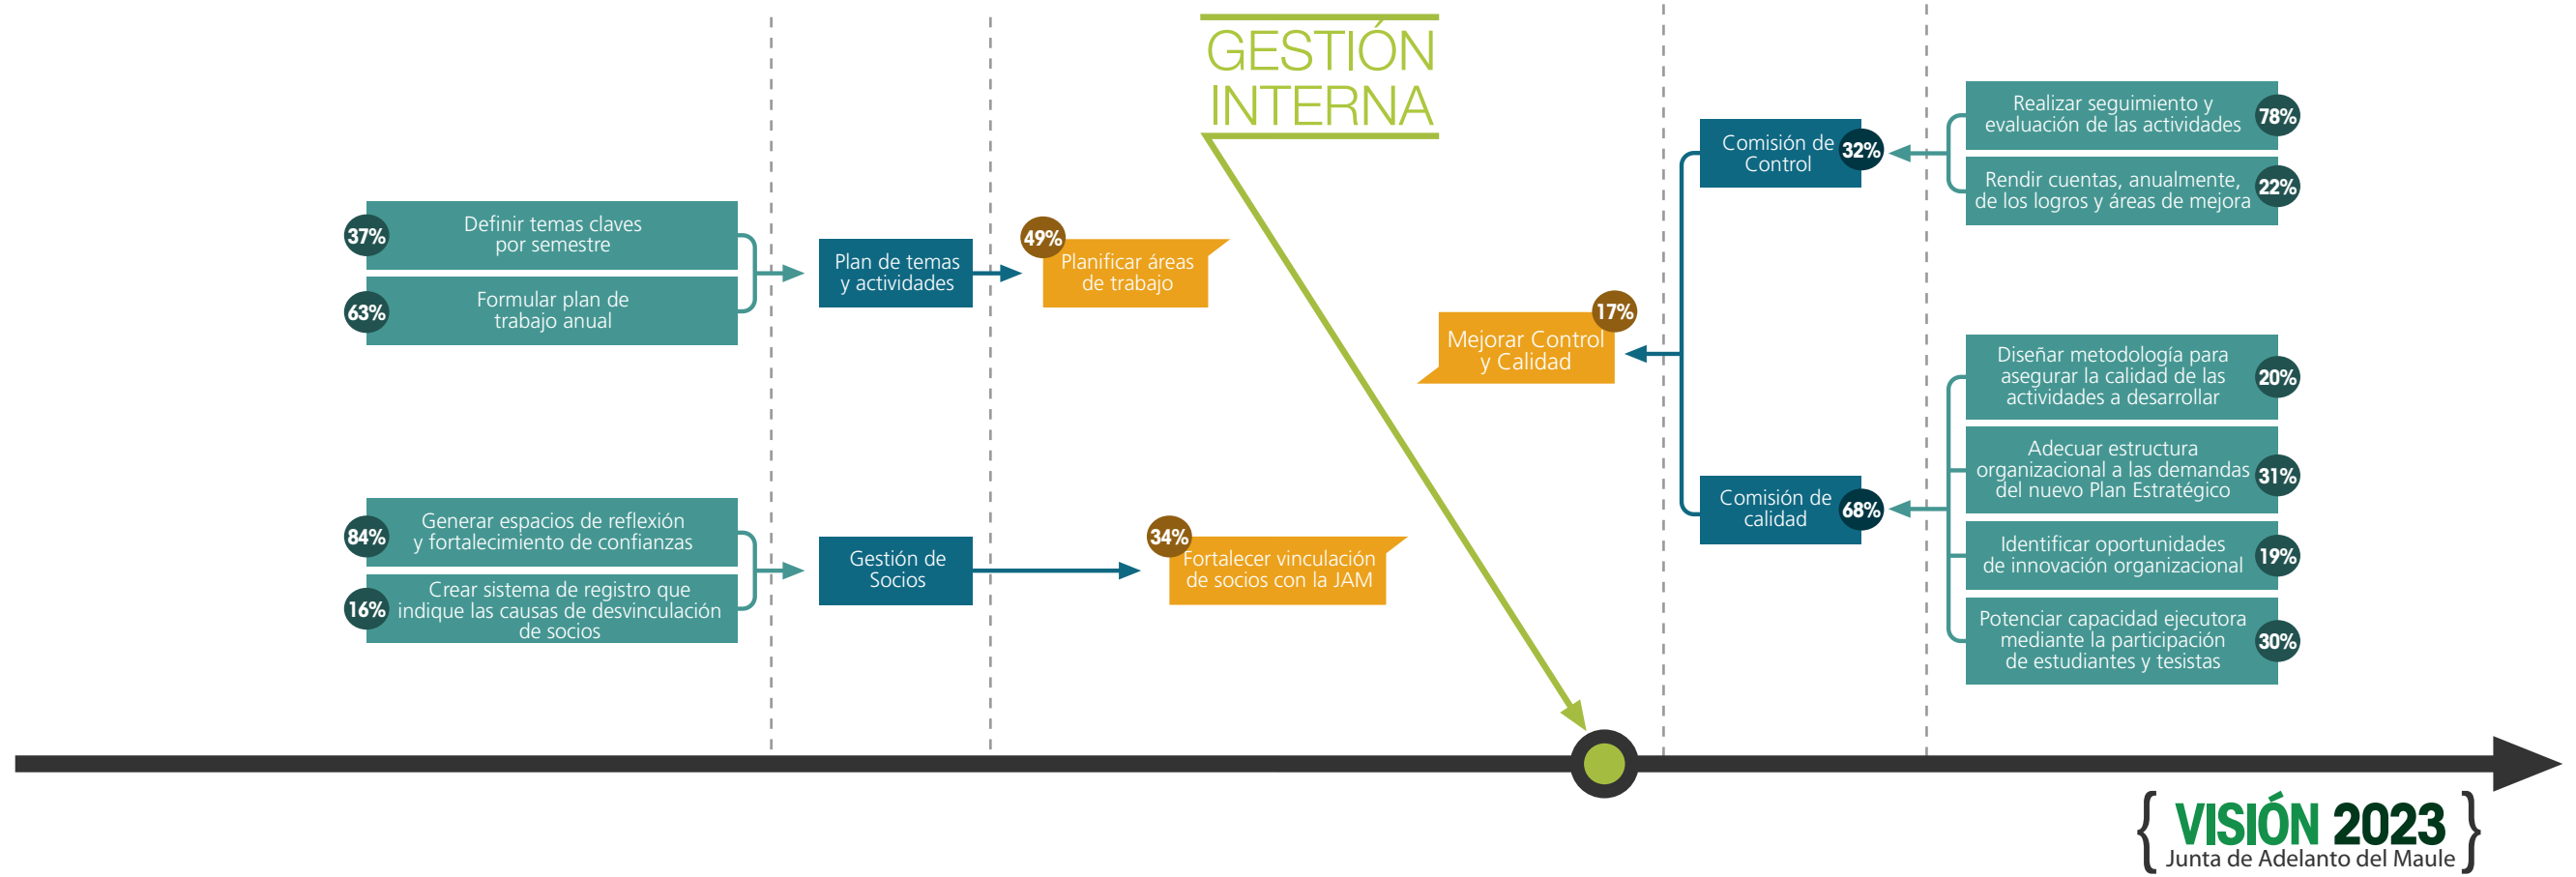 GESTIÓN
INTERNA
37%
Definir temas claves
por semestre
63%
Formular plan de
trabajo anual
Plan de temas
y actividades
49%
Planificar áreas
de trabajo
84%
Generar espacios de reflexión
y fortalecimiento de confianzas
16%
Crear sistema de registro que
indique las causas de desvinculación
de socios
Gestión de
Socios
34%
Fortalecer vinculación
de socios con la JAM
17%
Mejorar Control
y Calidad
Comisión de
Control
32%
Realizar seguimiento y
evaluación de las actividades
78%
Rendir cuentas, anualmente,
de los logros y áreas de mejora
22%
Comisión de
calidad
68%
Diseñar metodología para
asegurar la calidad de las
actividades a desarrollar
20%
Adecuar estructura
organizacional a las demandas
del nuevo Plan Estratégico
31%
Identificar oportunidades
de innovación organizacional
19%
Potenciar capacidad ejecutora
mediante la participación
de estudiantes y tesistas
30%
{ VISIÓN 2023 }
Junta de Adelanto del Maule